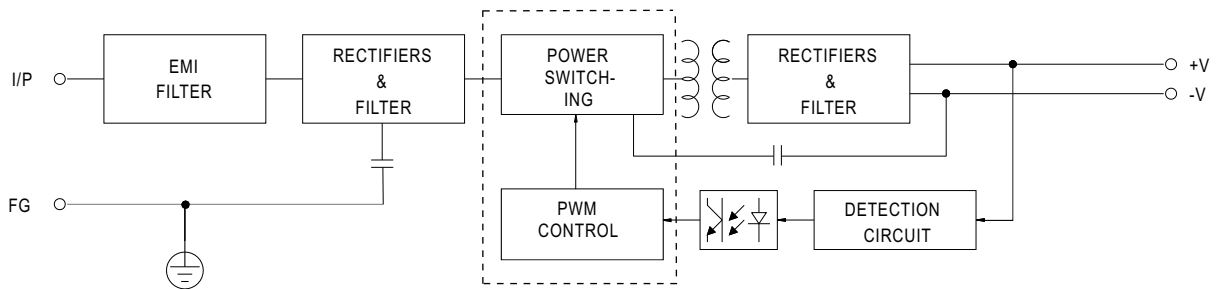 I/P
EMI
FILTER
RECTIFIERS
&
FILTER
POWER
SWITCH-
ING
RECTIFIERS
&
FILTER
+V
-V
FG
PWM
CONTROL
DETECTION
CIRCUIT